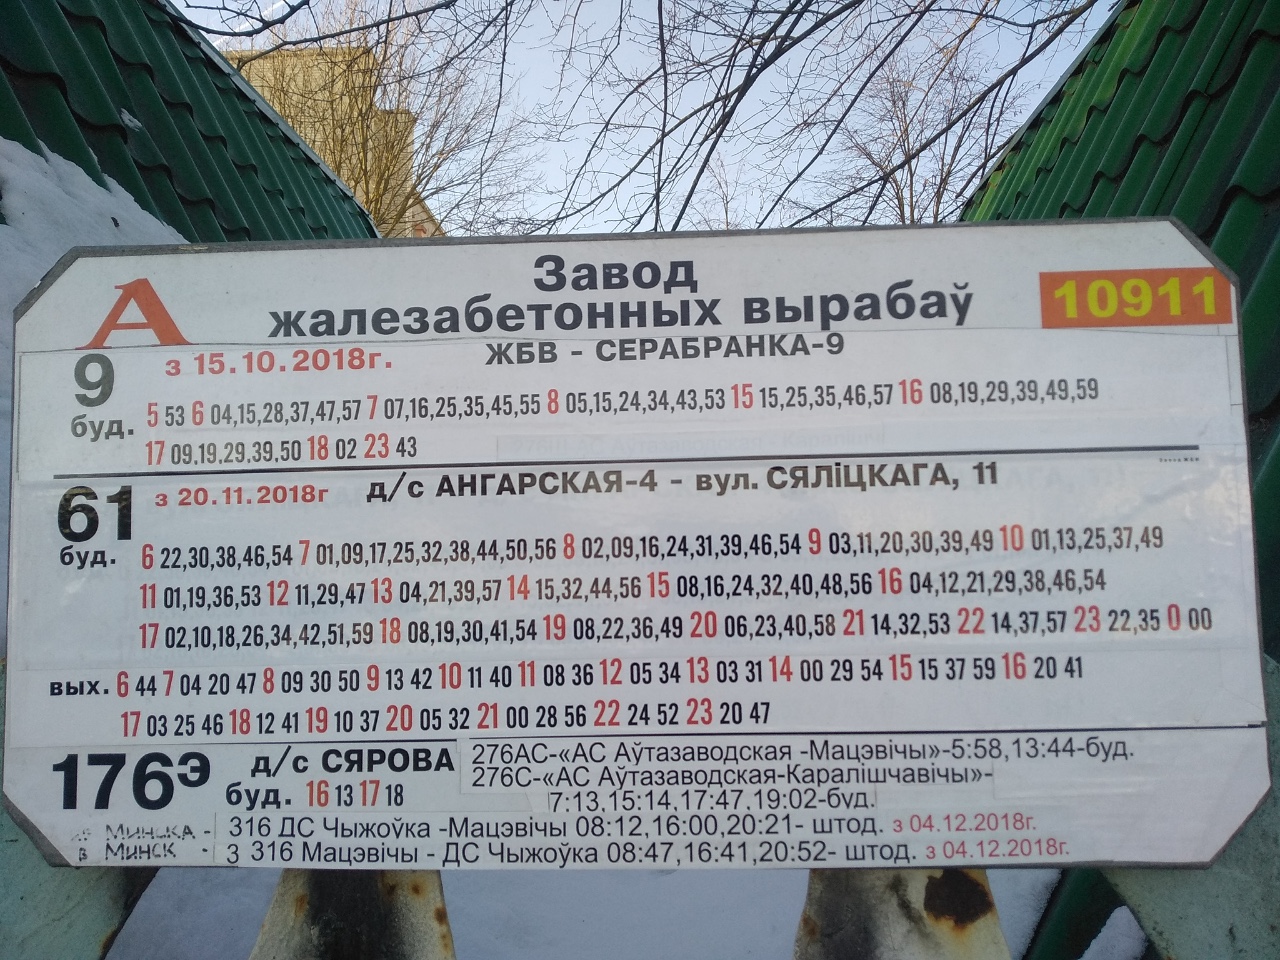 А Завод
жалезабетонных вырабаў 10911
9 з 15.10.2018г. ЖБВ - СЕРАБРАНКА-9
буд. 5 53 6 04,15,28,37,47,57 7 07,16,25,35,45,55 8 05,15,24,34,43,53 15 15,25,35,46,57 16 08,19,29,39,49,59
17 09,19,29,39,50 18 02 23 43
61 з 20.11.2018г д/с АНГАРСКАЯ-4 - вул. СЯЛІЦКАГА, 11
буд. 6 22,30,38,46,54 7 01,09,17,25,32,38,44,50,56 8 02,09,16,24,31,39,46,54 9 03,11,20,30,39,49 10 01,13,25,37,49
11 01,19,36,53 12 11,29,47 13 04,21,39,57 14 15,32,44,56 15 08,16,24,32,40,48,56 16 04,12,21,29,38,46,54
17 02,10,18,26,34,42,51,59 18 08,19,30,41,54 19 08,22,36,49 20 06,23,40,58 21 14,32,53 22 14,37,57 23 22,35 0 00
вых. 6 44 7 04 20 47 8 09 30 50 9 13 42 10 11 40 11 08 36 12 05 34 13 03 31 14 00 29 54 15 15 37 59 16 20 41
17 03 25 46 18 12 41 19 10 37 20 05 32 21 00 28 56 22 24 52 23 20 47
176э д/с СЯРОВА 276АС-«АС Аўтазаводская -Мацэвічы»-5:58,13:44-буд.
276С-«АС Аўтазаводская-Каралішчавічы»-
буд. 16 13 17 18 7:13,15:14,17:47,19:02-буд.
МИНСКА - 316 ДС Чыжоўка -Мацэвічы 08:12,16:00,20:21- штод. з 04.12.2018г.
В МИНСК - З 316 Мацэвічы - ДС Чыжоўка 08:47,16:41,20:52- штод. з 04.12.2018г.